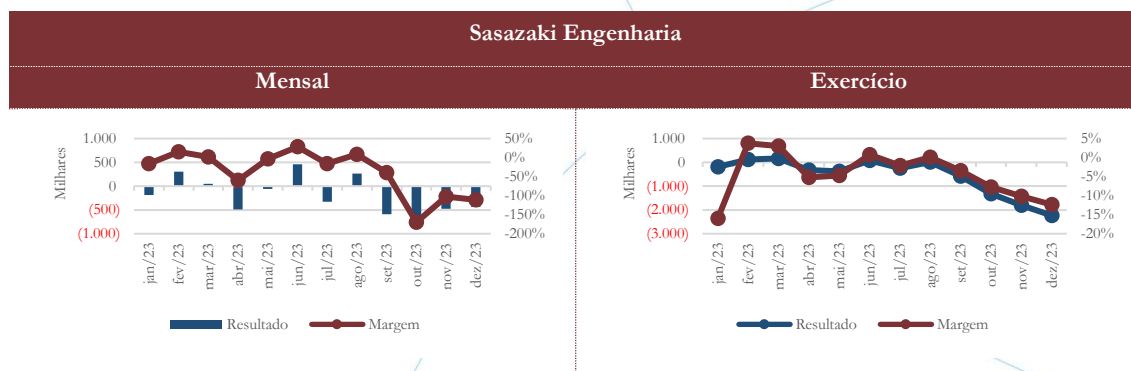 Sasazaki Engenharia
Mensal
Exercício
Milhares
1.000
500
0
(500)
(1.000)
50%
0%
-50%
-100%
-150%
-200%
jan/23
fev/23
mar/23
abr/23
mai/23
jun/23
jul/23
ago/23
set/23
out/23
nov/23
dez/23
Resultado
Margem
Milhares
1.000
0
(1.000)
(2.000)
(3.000)
5%
0%
-5%
-10%
-15%
-20%
jan/23
fev/23
mar/23
abr/23
mai/23
jun/23
jul/23
ago/23
set/23
out/23
nov/23
dez/23
Resultado
Margem